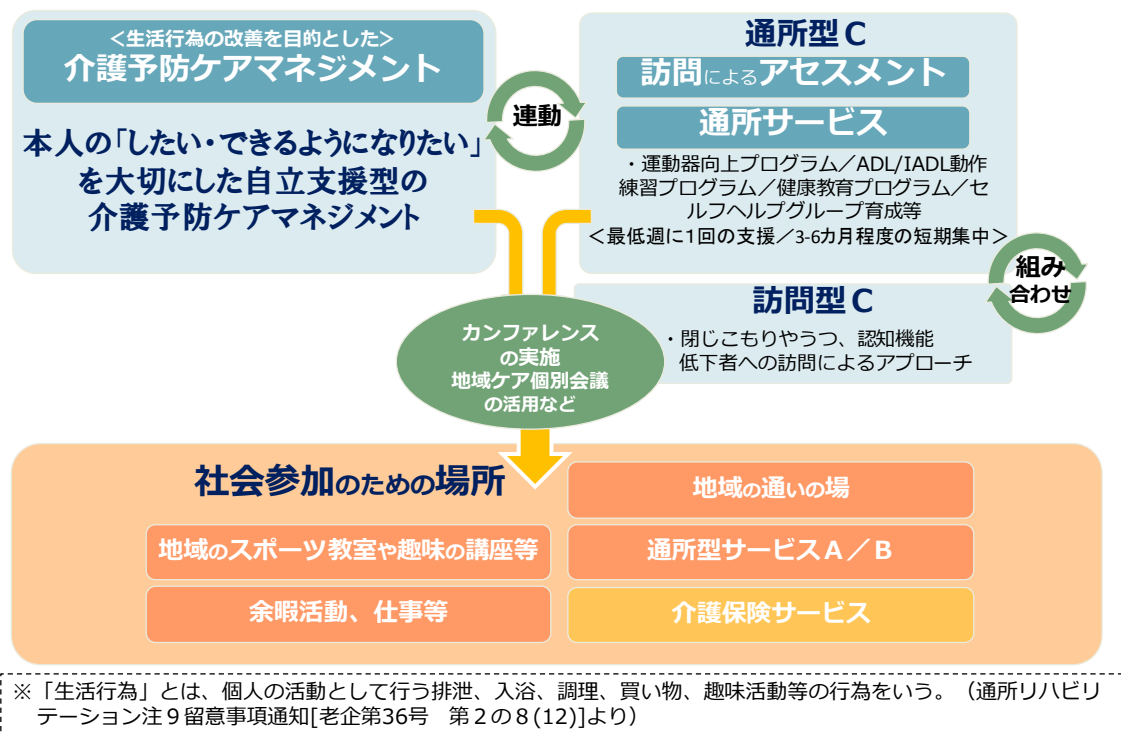 <生活行為の改善を目的とした>
介護予防ケアマネジメント
本人の「したい・できるようになりたい」
を大切にした自立支援型の
介護予防ケアマネジメント
連動
通所型C
訪問によるアセスメント
通所サービス
・運動器向上プログラム／ADL/IADL動作
練習プログラム／健康教育プログラム／セ
ルフヘルプグループ育成等
＜最低週に1回の支援／3-6カ月程度の短期集中＞
組み
合わせ
訪問型C
・閉じこもりやうつ、認知機能
低下者への訪問によるアプローチ
カンファレンス
の実施
地域ケア個別会議
の活用など
社会参加のための場所
地域の通いの場
地域のスポーツ教室や趣味の講座等
通所型サービスA／B
余暇活動、仕事等
介護保険サービス
※「生活行為」とは、個人の活動として行う排泄、入浴、調理、買い物、趣味活動等の行為をいう。（通所リハビリ
テーション注９留意事項通知[老企第36号　第２の８(12)]より）